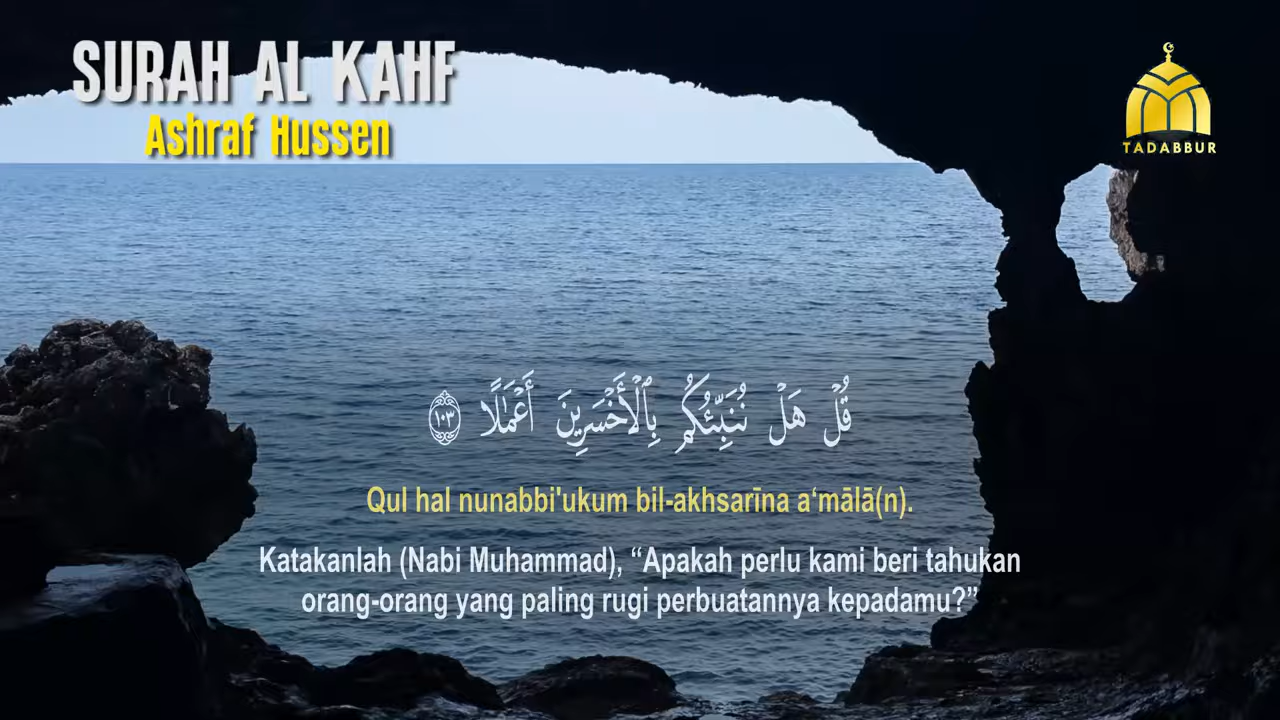 SURAH AL KAHF
Ashraf Hussen
TADABBUR
قُلْ هَلْ نُنَبِّئُكُم بِٱلْأَخْسَرِينَ أَعْمَـٰلًا ١٠٣
Qul hal nunabbi'ukum bil-akhsarīna a‘mālā(n).
Katakanlah (Nabi Muhammad), “Apakah perlu kami beri tahukan
orang-orang yang paling rugi perbuatannya kepadamu?”